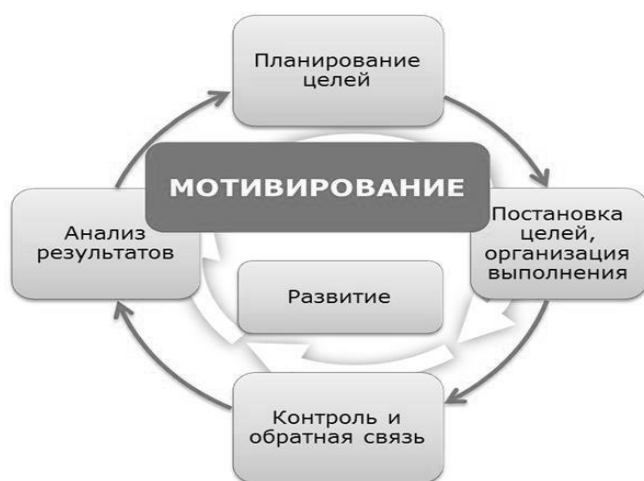 Планирование
целей
МОТИВИРОВАНИЕ
Анализ
результатов
Постановка
целей,
организация
выполнения
Развитие
Контроль и
обратная связь